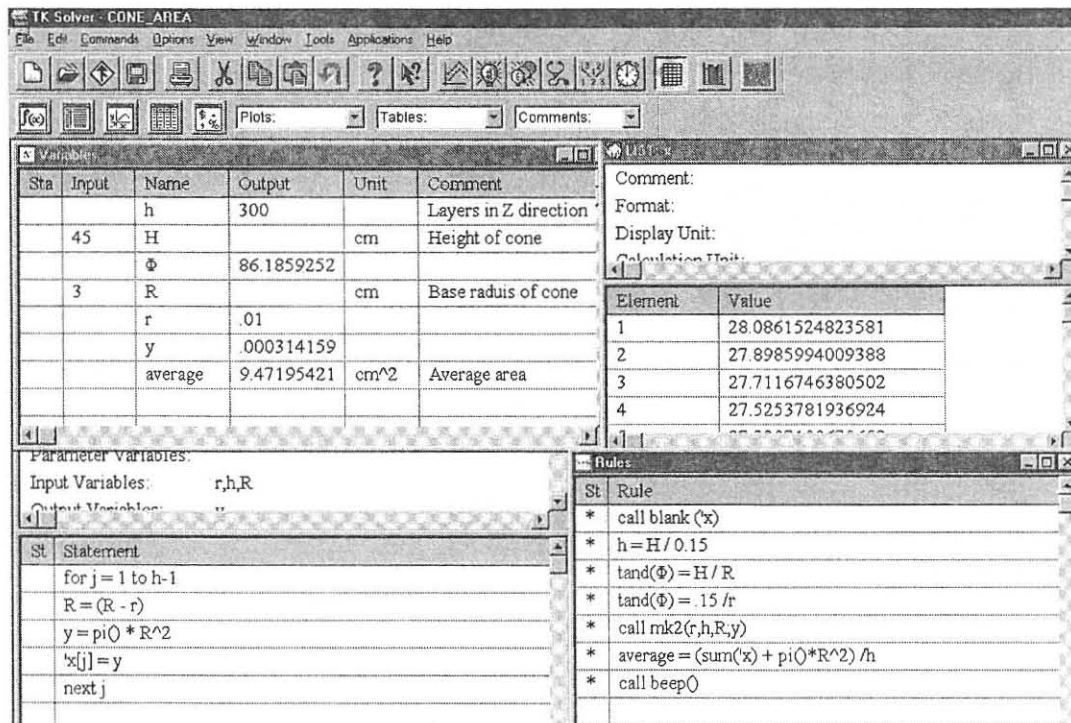 TK Solver - CONE_AREA
File Edit Commands Options View Window Tools Applications Help
Plots: Tables: Comments:
Variables
Sta Input Name Output Unit Comment
h 300 Layers in Z direction
45 H cm Height of cone
Φ 86.1859252
3 R cm Base raduis of cone
r .01
y .000314159
average 9.47195421 cm^2 Average area
Comment:
Format:
Display Unit:
Calculation Unit:
Element Value
1 28.0861524823581
2 27.8985994009388
3 27.7116746380502
4 27.5253781936924
Parameter Variables:
Input Variables: r,h,R
Output Variables: y
St Statement
for j = 1 to h-1
R = (R - r)
y = pi() * R^2
'x[j] = y
next j
Rules
St Rule
* call blank ('x)
* h = H / 0.15
* tand(Φ) = H / R
* tand(Φ) = .15 /r
* call mk2(r,h,R;y)
* average = (sum('x) + pi()*R^2) /h
* call beep()